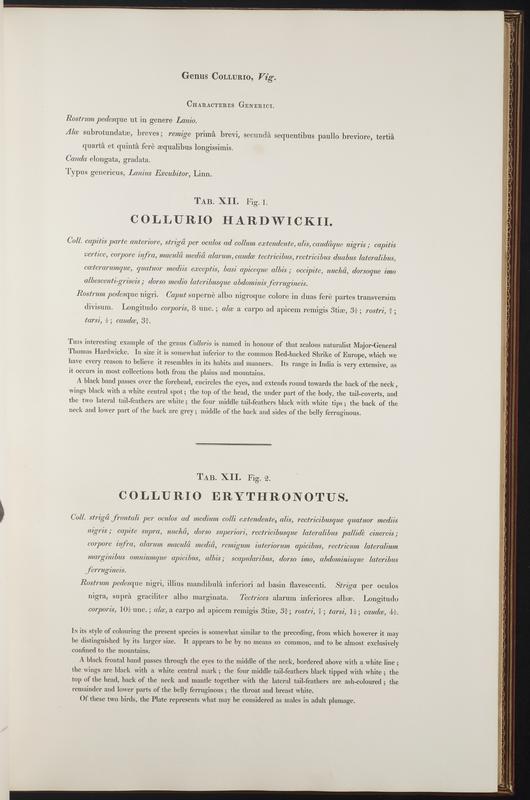 Genus COLLURIO, Vig.
CHARACTERES GENERICI.
Rostrum pedesque ut in genere Lanio.
Alæ subrotundatæ, breves; remige primâ brevi, secundâ sequentibus paullo breviore, tertiâ
quartâ et quintâ ferè æqualibus longissimis.
Cauda elongata, gradata.
Typus genericus, Lanius Excubitor, Linn.
TAB. XII. Fig. 1.
COLLURIO HARDWICKII.
Coll. capitis parte anteriore, strigâ per oculos ad collum extendente, alis, caudâque nigris; capitis
vertice, corpore infra, maculâ mediâ alarum, caudæ tectricibus, rectricibus duabus lateralibus,
cæterarumque, quatuor mediis exceptis, basi apiceque albis; occipite, nuchâ, dorsoque imo
albescenti-griseis; dorso medio lateribusque abdominis ferrugineis.
Rostrum pedesque nigri. Caput supernè albo nigroque colore in duas ferè partes transversim
divisum. Longitudo corporis, 8 unc.; alæ a carpo ad apicem remigis 3tiæ, 3½; rostri,
tarsi, caudæ,
THIS interesting example of the genus Collurio is named in honour of that zealous naturalist Major-General
Thomas Hardwicke. In size it is somewhat inferior to the common Red-backed Shrike of Europe, which we
have every reason to believe it resembles in its habits and manners. Its range in India is very extensive, as
it occurs in most collections both from the plains and mountains.
A black band passes over the forehead, encircles the eyes, and extends round towards the back of the neck,
wings black with a white central spot; the top of the head, the under part of the body, the tail-coverts, and
the two lateral tail-feathers are white; the four middle tail-feathers black with white tips; the back of the
neck and lower part of the back are grey; middle of the back and sides of the belly ferruginous.
TAB. XII. Fig. 2.
COLLURIO ERYTHRONOTUS.
Coll. strigâ frontali per oculos ad medium colli extendente, alis, rectricibusque quatuor mediis
nigris; capite supra, nuchâ, dorso superiori, rectricibusque lateralibus pallidè cinereis;
corpore infra, alarum maculâ mediâ, remigum interiorum apicibus, rectricum lateralium
marginibus omniumque apicibus, albis; scapularibus, dorso imo, abdominisque lateribus
ferrugineis.
Rostrum pedesque nigri, illius mandibulâ inferiori ad basin flavescenti. Striga per oculos
nigra, suprà graciliter albo marginata. Tectrices alarum inferiores albæ. Longitudo
corporis, 10½ unc.; alæ, a carpo ad apicem remigis 3tiæ, rostri, tarsi, caudæ,
IN its style of colouring the present species is somewhat similar to the preceding, from which however it may
be distinguished by its larger size. It appears to be by no means so common, and to be almost exclusively
confined to the mountains.
A black frontal band passes through the eyes to the middle of the neck, bordered above with a white line;
the wings are black with a white central mark; the four middle tail-feathers black tipped with white; the
top of the head, back of the neck and mantle together with the lateral tail-feathers are ash-coloured; the
remainder and lower parts of the belly ferruginous; the throat and breast white.
Of these two birds, the Plate represents what may be considered as males in adult plumage.